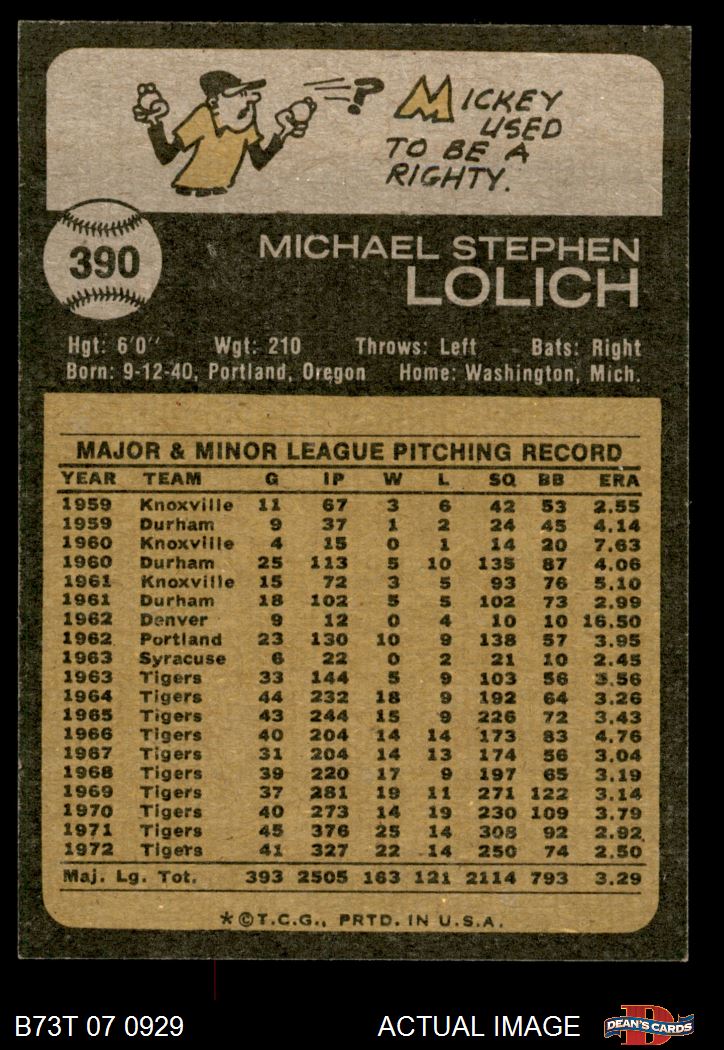 ?
MICKEY
USED
TO BE A
RIGHTY.
390
MICHAEL STEPHEN
LOLICH
Hgt: 6'0" Wgt: 210 Throws: Left Bats: Right
Born: 9-12-40, Portland, Oregon Home: Washington, Mich.
MAJOR & MINOR LEAGUE PITCHING RECORD
YEAR TEAM G IP W L SO BB ERA
1959 Knoxville 11 67 3 6 42 53 2.55
1959 Durham 9 37 1 2 24 45 4.14
1960 Knoxville 4 15 0 1 14 20 7.63
1960 Durham 25 113 5 10 135 87 4.06
1961 Knoxville 15 72 3 5 93 76 5.10
1961 Durham 18 102 5 5 102 73 2.99
1962 Denver 9 12 0 4 10 10 16.50
1962 Portland 23 130 10 9 138 57 3.95
1963 Syracuse 6 22 0 2 21 10 2.45
1963 Tigers 33 144 5 9 103 56 3.56
1964 Tigers 44 232 18 9 192 64 3.26
1965 Tigers 43 244 15 9 226 72 3.43
1966 Tigers 40 204 14 14 173 83 4.76
1967 Tigers 31 204 14 13 174 56 3.04
1968 Tigers 39 220 17 9 197 65 3.19
1969 Tigers 37 281 19 11 271 122 3.14
1970 Tigers 40 273 14 19 230 109 3.79
1971 Tigers 45 376 25 14 308 92 2.92
1972 Tigers 41 327 22 14 250 74 2.50
Maj. Lg. Tot. 393 2505 163 121 2114 793 3.29
*©T.C.G., PRTD. IN U.S.A.
B73T 07 0929 ACTUAL IMAGE DEAN'S CARDS